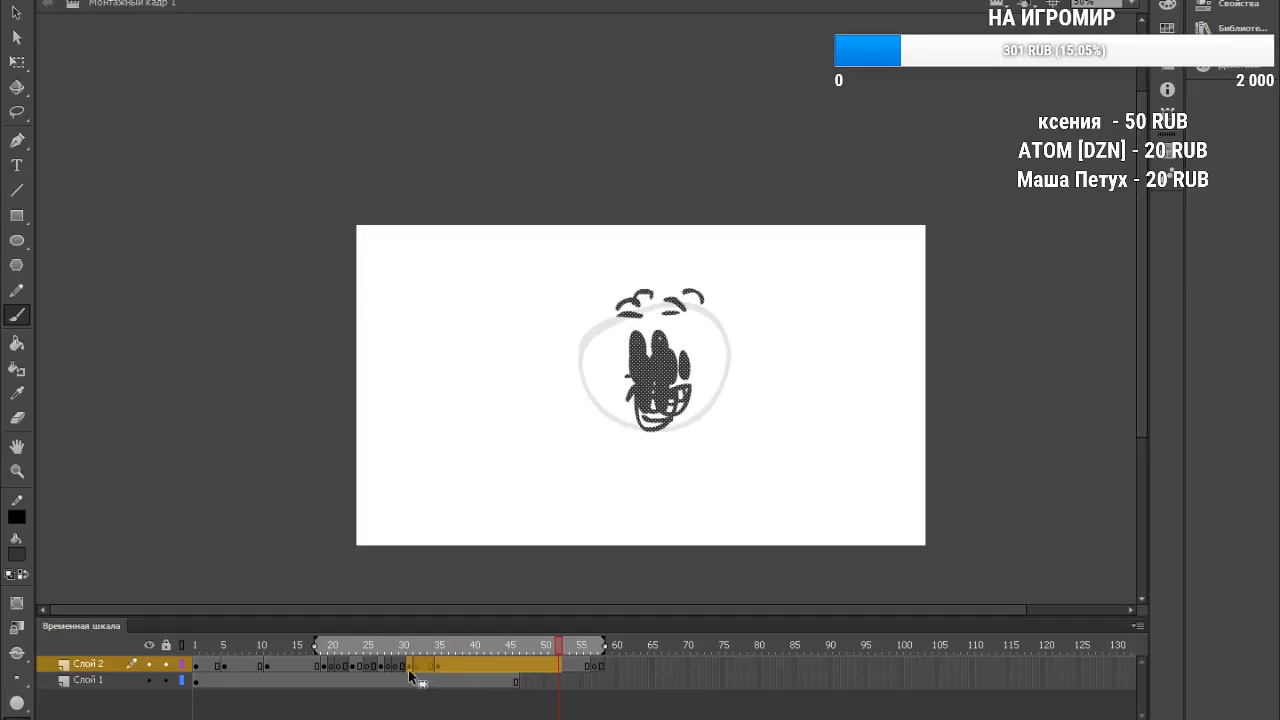 Монтажный кадр 1
50%
Свойства
НА ИГРОМИР
Библиоте...
301 RUB (15.05%)
0
2 000
ксения - 50 RUB
ATOM [DZN] - 20 RUB
Маша Петух - 20 RUB
Временная шкала
1 5 10 15 20 25 30 35 40 45 50 55 60 65 70 75 80 85 90 95 100 105 110 115 120 125 130
Слой 2
Слой 1